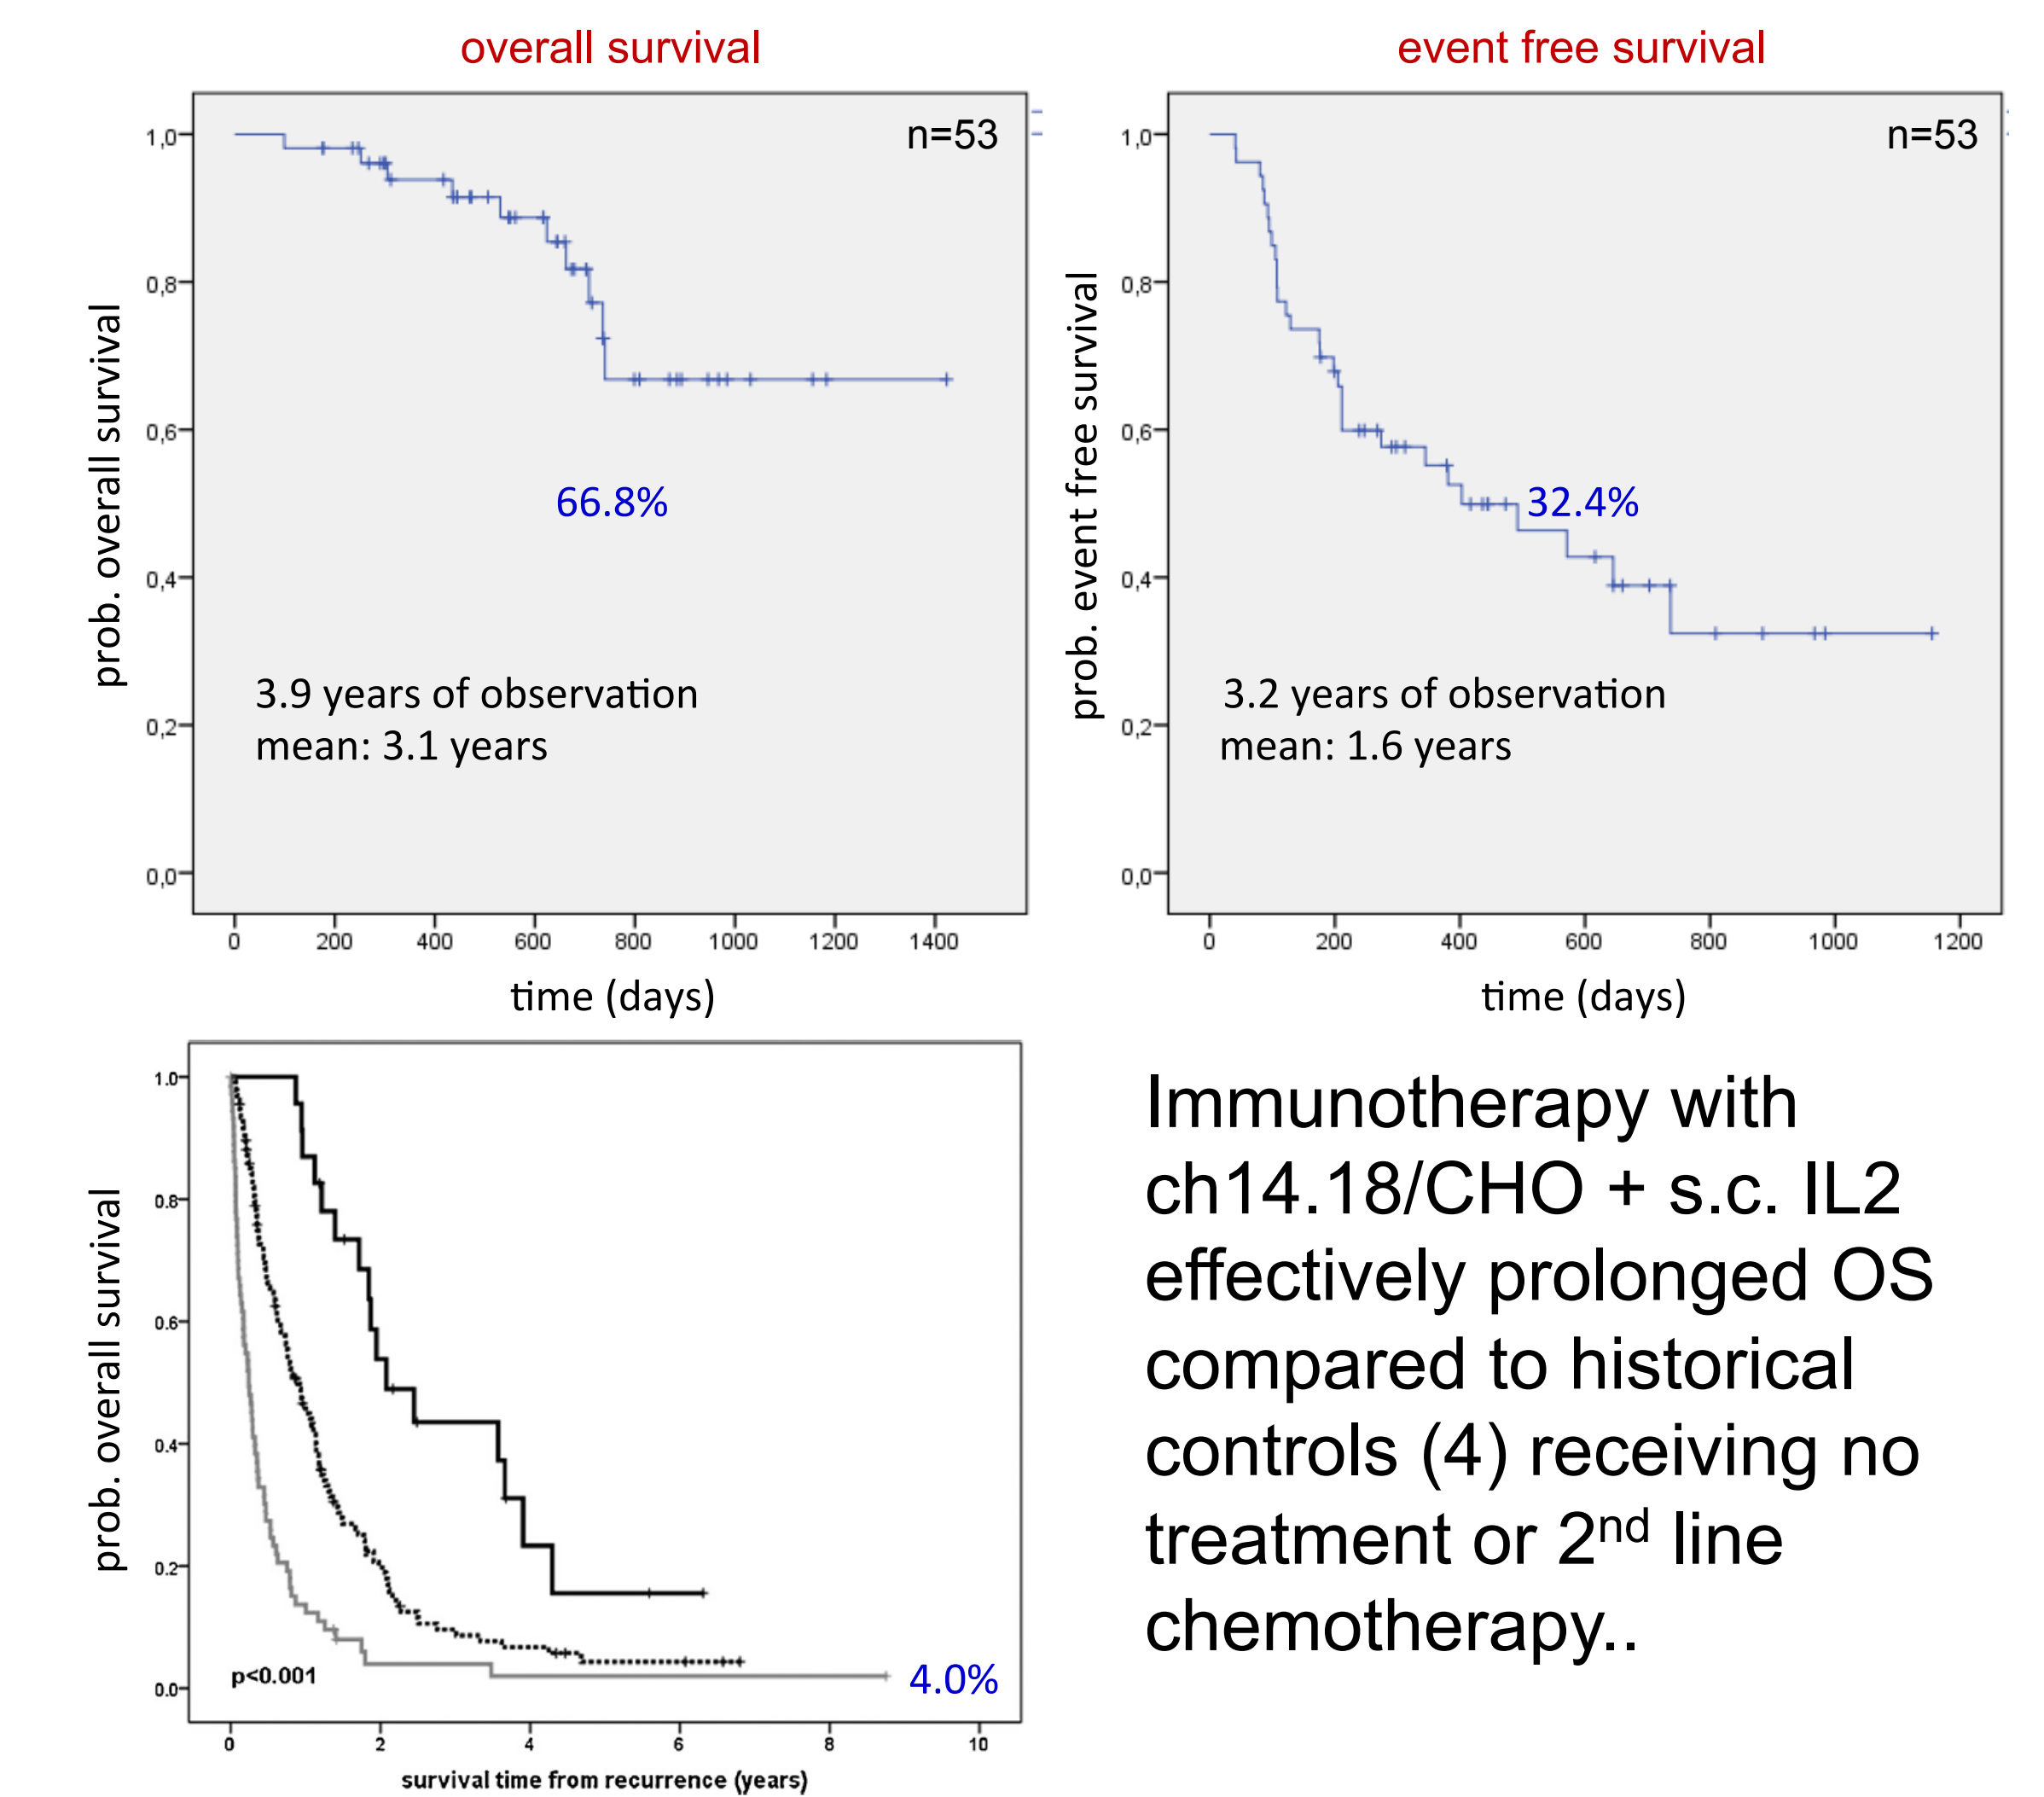 overall survival
n=53
prob. overall survival
1,0
0,8
0,6
0,4
0,2
0,0
66.8%
3.9 years of observation
mean: 3.1 years
0 200 400 600 800 1000 1200 1400
time (days)
event free survival
n=53
prob. event free survival
1,0
0,8
0,6
0,4
0,2
0,0
32.4%
3.2 years of observation
mean: 1.6 years
0 200 400 600 800 1000 1200
time (days)
prob. overall survival
1.0
0.8
0.6
0.4
0.2
0.0
p<0.001
4.0%
0 2 4 6 8 10
survival time from recurrence (years)
Immunotherapy with
ch14.18/CHO + s.c. IL2
effectively prolonged OS
compared to historical
controls (4) receiving no
treatment or 2nd line
chemotherapy..